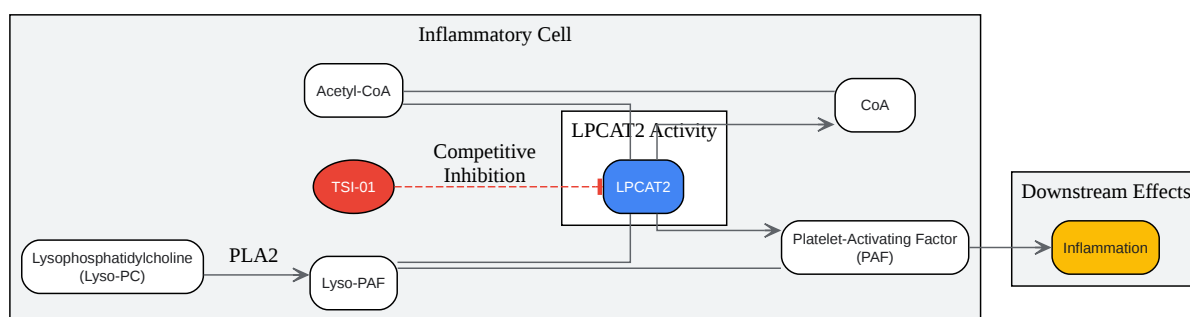 Inflammatory Cell
Acetyl-CoA
CoA
LPCAT2 Activity
Competitive
Inhibition
TSI-01
LPCAT2
Downstream Effects
Lysophosphatidylcholine
(Lyso-PC)
PLA2
Lyso-PAF
Platelet-Activating Factor
(PAF)
Inflammation